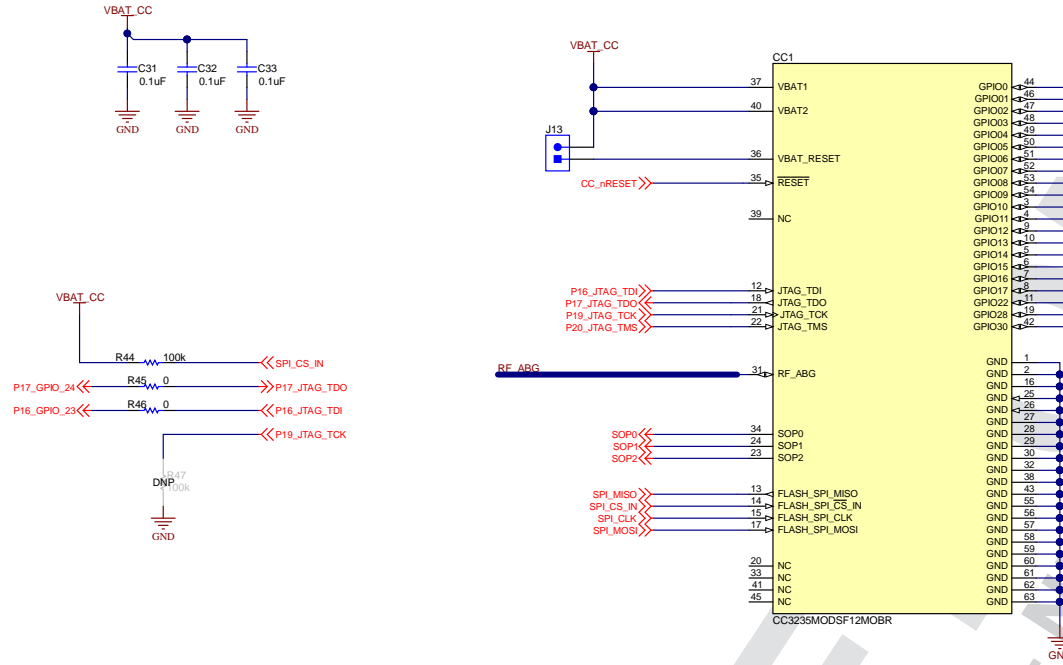 VBAT_CC
C31
0.1uF
C32
0.1uF
C33
0.1uF
GND
GND
GND
VBAT_CC
R44 100k SPI_CS_IN
P17_GPIO_24 R45 0 P17_JTAG_TDO
P16_GPIO_23 R46 0 P16_JTAG_TDI
P19_JTAG_TCK
DNP R47
100k
GND
VBAT_CC
J13
CC_nRESET
P16_JTAG_TDI
P17_JTAG_TDO
P19_JTAG_TCK
P20_JTAG_TMS
RF_ABG
SOP0
SOP1
SOP2
SPI_MISO
SPI_CS_IN
SPI_CLK
SPI_MOSI
CC1
37 VBAT1
40 VBAT2
36 VBAT_RESET
35 RESET
39 NC
12 JTAG_TDI
18 JTAG_TDO
21 JTAG_TCK
22 JTAG_TMS
31 RF_ABG
34 SOP0
24 SOP1
23 SOP2
13 FLASH_SPI_MISO
14 FLASH_SPI_CS_IN
15 FLASH_SPI_CLK
17 FLASH_SPI_MOSI
20 NC
33 NC
41 NC
45 NC
GPIO0 44
GPIO01 46
GPIO02 47
GPIO03 48
GPIO04 49
GPIO05 50
GPIO06 51
GPIO07 52
GPIO08 53
GPIO09 54
GPIO10 3
GPIO11 4
GPIO12 9
GPIO13 10
GPIO14 5
GPIO15 6
GPIO16 7
GPIO17 8
GPIO22 11
GPIO28 19
GPIO30 42
GND 1
GND 2
GND 16
GND 25
GND 26
GND 27
GND 28
GND 29
GND 30
GND 32
GND 38
GND 43
GND 55
GND 56
GND 57
GND 58
GND 59
GND 60
GND 61
GND 62
GND 63
CC3235MODSF12MOBR